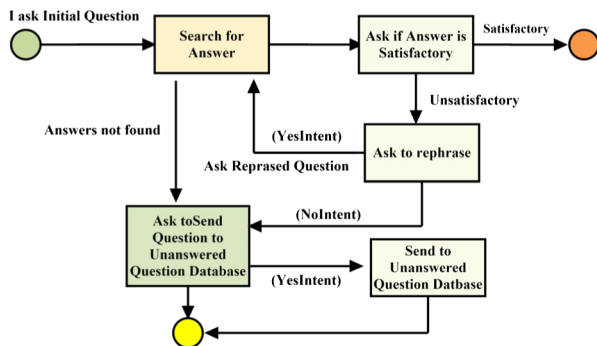 I ask Initial Question
Search for
Answer
Ask if Answer is
Satisfactory
Satisfactory
Unsatisfactory
Answers not found
(YesIntent)
Ask Reprased Question
Ask to rephrase
(NoIntent)
Ask toSend
Question to
Unanswered
Question Database
(YesIntent)
Send to
Unanswered
Question Datbase